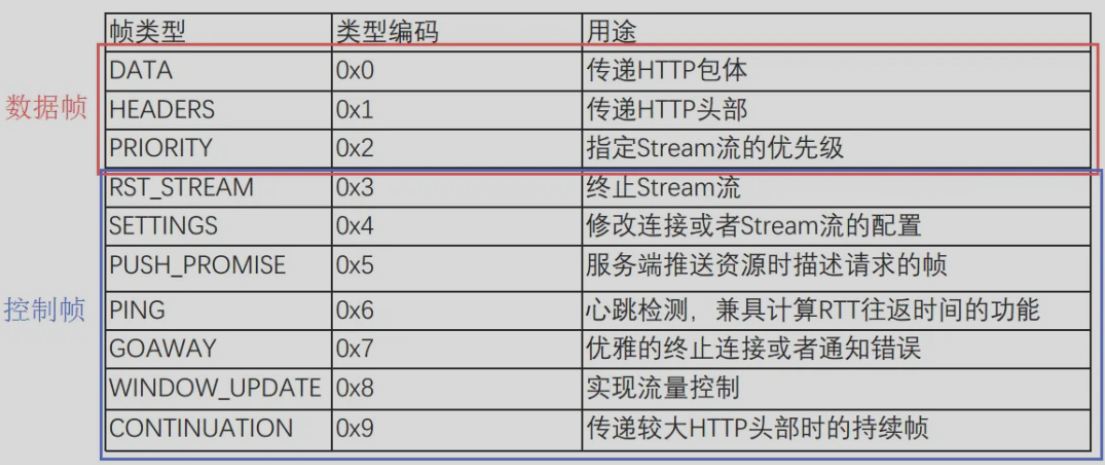 帧类型 类型编码 用途
DATA 0x0 传递HTTP包体
数据帧 HEADERS 0x1 传递HTTP头部
PRIORITY 0x2 指定Stream流的优先级
RST_STREAM 0x3 终止Stream流
SETTINGS 0x4 修改连接或者Stream流的配置
PUSH_PROMISE 0x5 服务端推送资源时描述请求的帧
控制帧 PING 0x6 心跳检测，兼具计算RTT往返时间的功能
GOAWAY 0x7 优雅的终止连接或者通知错误
WINDOW_UPDATE 0x8 实现流量控制
CONTINUATION 0x9 传递较大HTTP头部时的持续帧